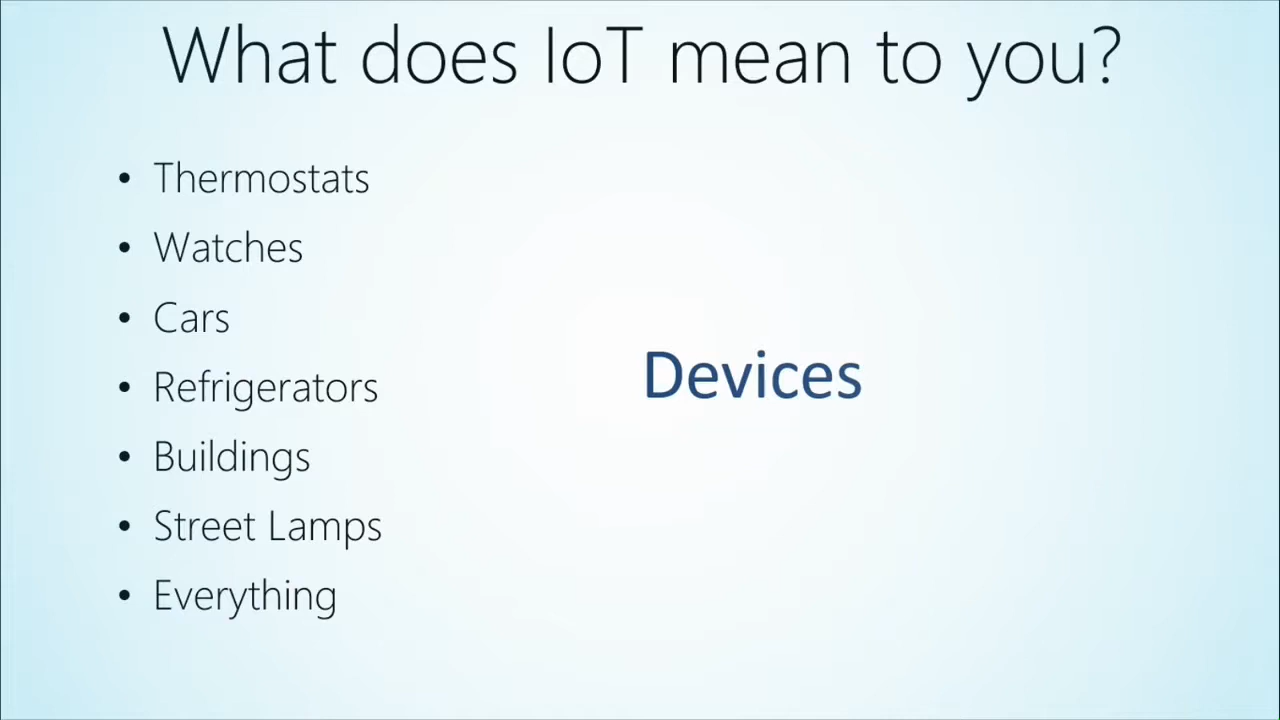 What does IoT mean to you?
• Thermostats
• Watches
• Cars
• Refrigerators
• Buildings
• Street Lamps
• Everything
Devices